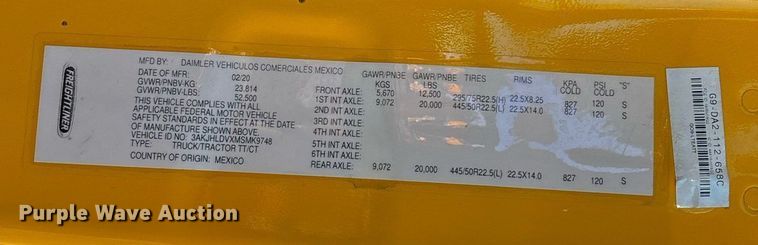 FREIGHTLINER
MFD BY: DAIMLER VEHICULOS COMERCIALES MEXICO
DATE OF MFR: 02/20
GVWR/PNBV-KG: 23,814
GVWR/PNBV-LBS: 52,500
THIS VEHICLE COMPLIES WITH ALL
APPLICABLE FEDERAL MOTOR VEHICLE
SAFETY STANDARDS IN EFFECT AT THE DATE
OF MANUFACTURE SHOWN ABOVE.
VEHICLE ID NO: 3AKJHLDVXMSMK9748
TYPE: TRUCK/TRACTOR TT/CT
COUNTRY OF ORIGIN: MEXICO
GAWR/PNBE GAWR/PNBE TIRES RIMS KPA PSI "S"
KGS LBS COLD COLD
FRONT AXLE: 5,670 12,500 295/75R22.5(H) 22.5X8.25 827 120 S
1ST INT AXLE: 9,072 20,000 445/50R22.5(L) 22.5X14.0 827 120 S
2ND INT AXLE:
3RD INT AXLE:
4TH INT AXLE:
5TH INT AXLE:
6TH INT AXLE:
REAR AXLE: 9,072 20,000 445/50R22.5(L) 22.5X14.0 827 120 S
G9-DA2-112-658C
Purple Wave Auction